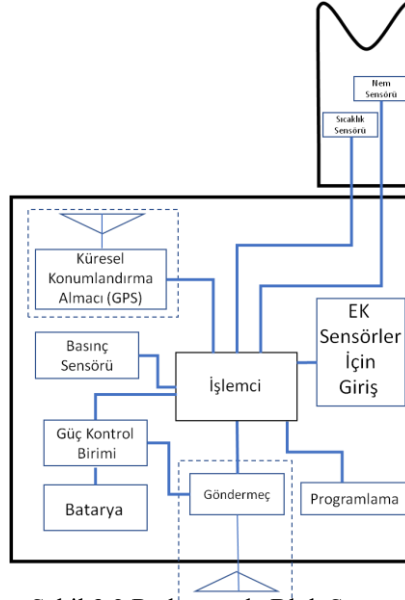 Nem
Sensörü
Sıcaklık
Sensörü
Küresel
Konumlandırma
Almacı (GPS)
EK
Sensörler
İçin
Giriş
Basınç
Sensörü
İşlemci
Güç Kontrol
Birimi
Batarya
Göndermeç
Programlama